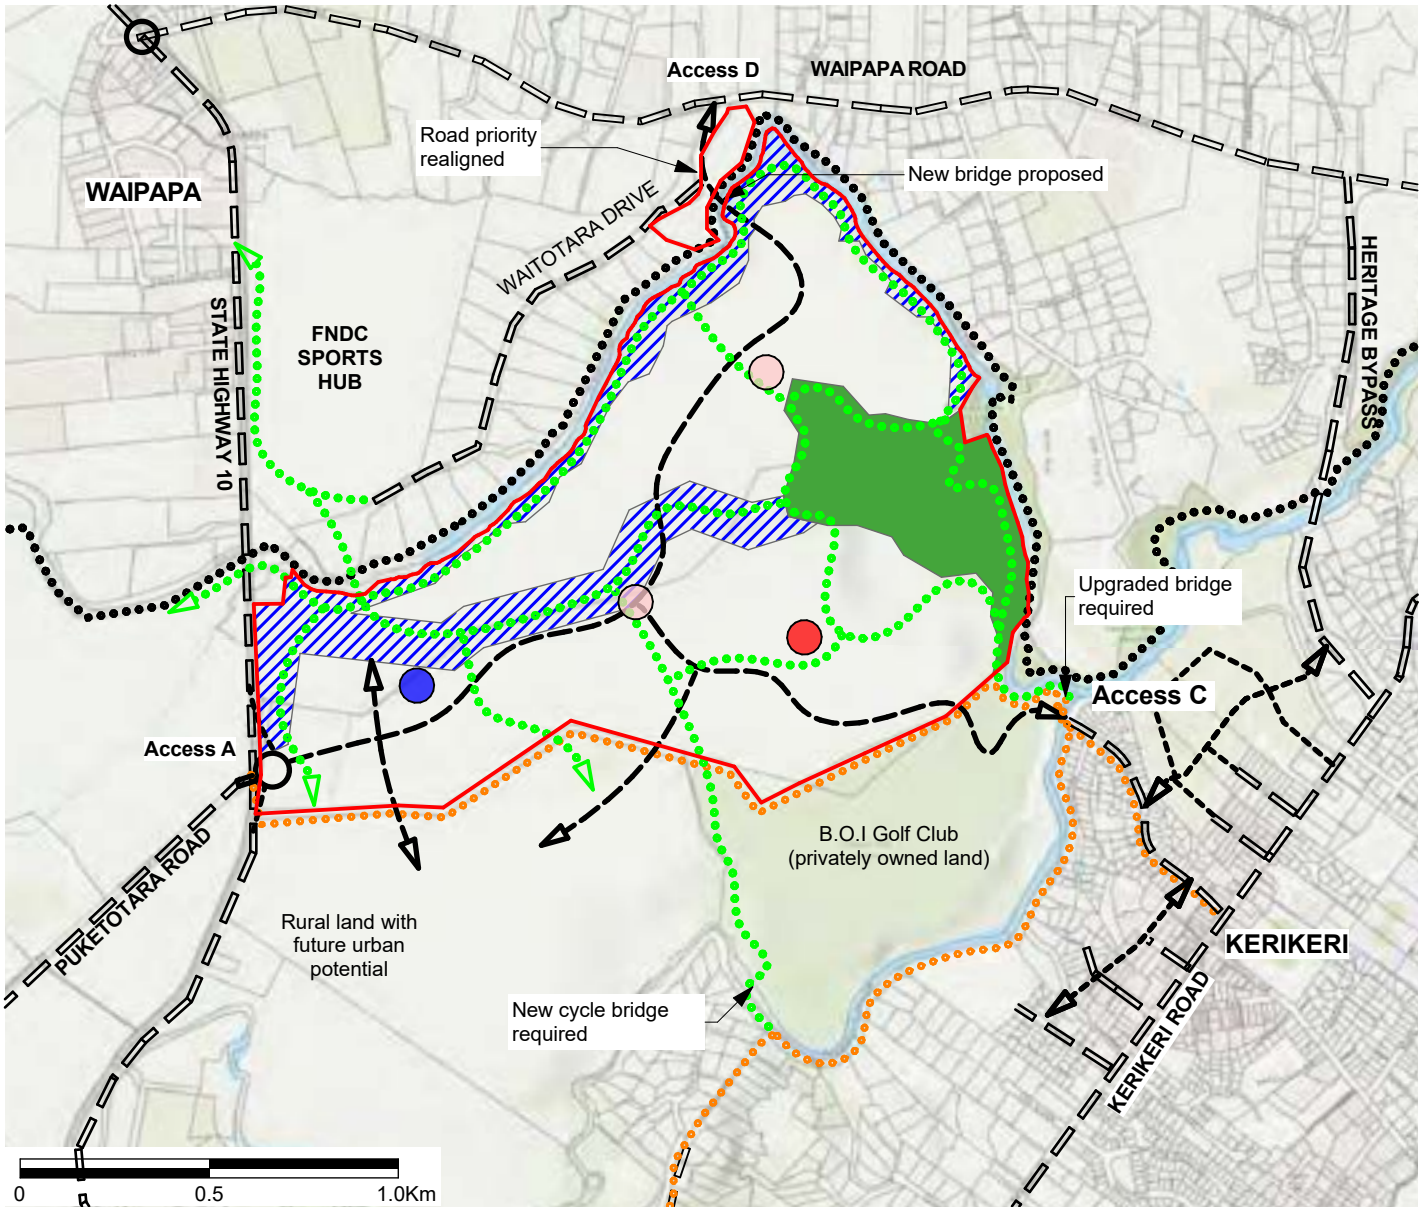 Access D
WAIPAPA ROAD
Road priority
realigned
New bridge proposed
WAIPAPA
WAITOTARA DRIVE
HERITAGE BYPASS
STATE HIGHWAY 10
FNDC
SPORTS
HUB
Upgraded bridge
required
Access C
Access A
B.O.I Golf Club
(privately owned land)
PUKETOTARA ROAD
Rural land with
future urban
potential
KERIKERI
New cycle bridge
required
KERIKERI ROAD
0 0.5 1.0Km